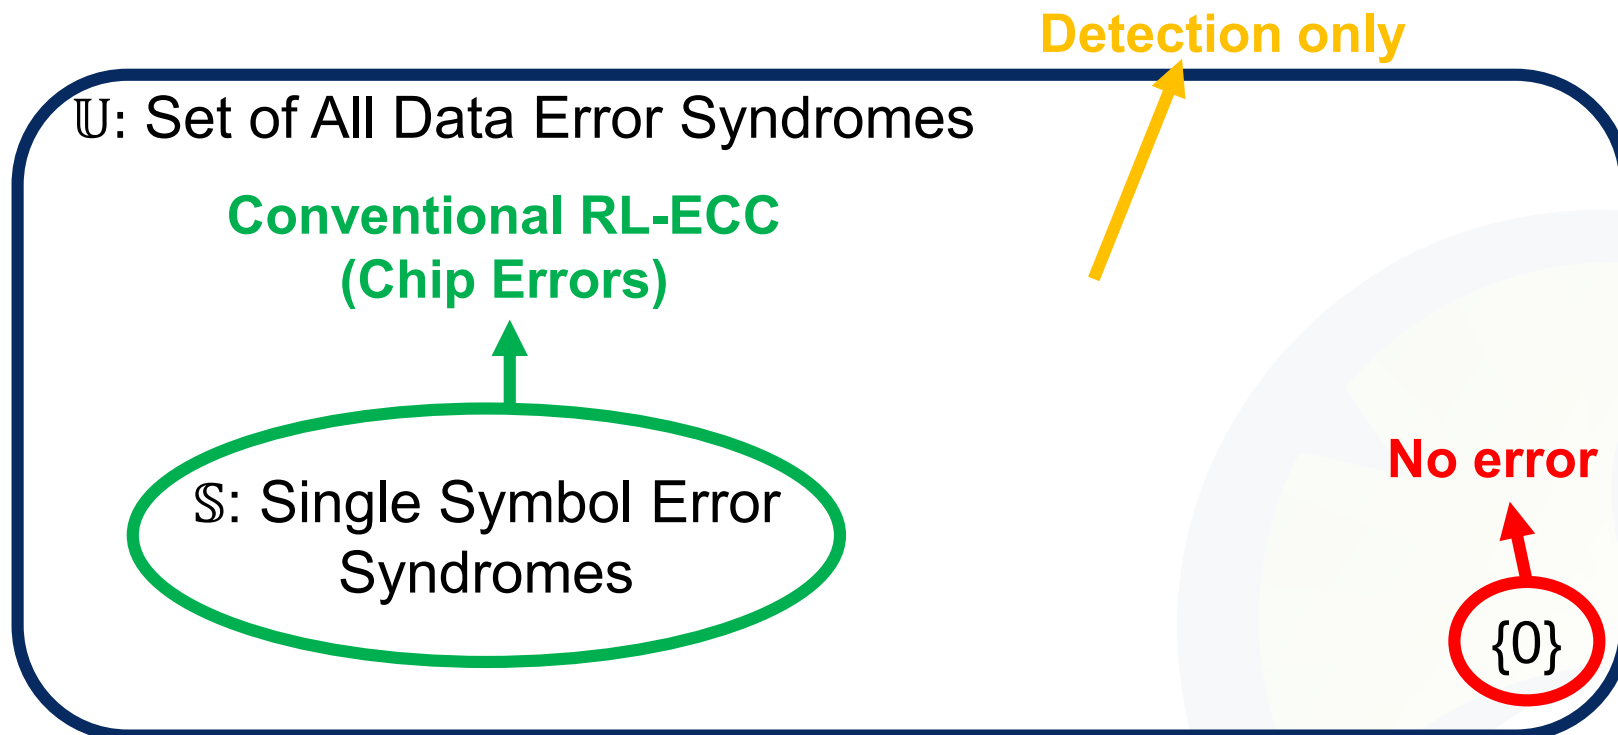 Detection only
𝕌: Set of All Data Error Syndromes
Conventional RL-ECC
(Chip Errors)
𝕊: Single Symbol Error
Syndromes
No error
{0}